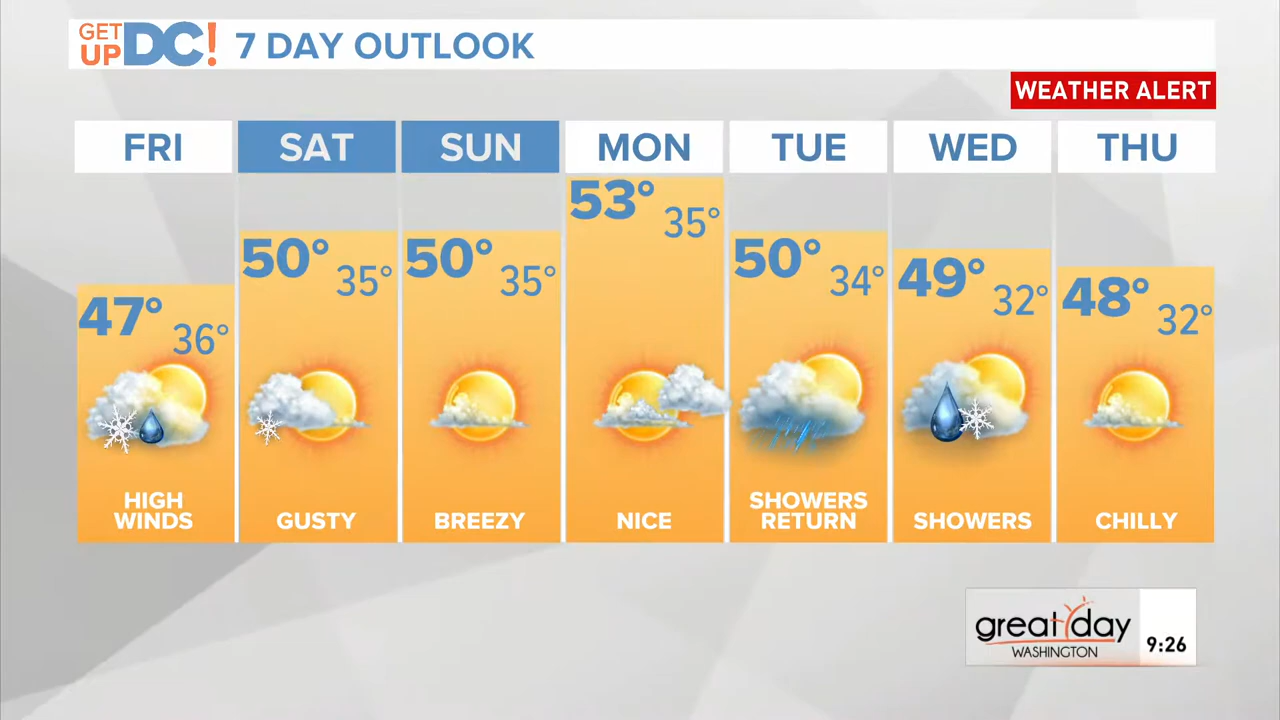 GET
UP DC! 7 DAY OUTLOOK
WEATHER ALERT
FRI SAT SUN MON TUE WED THU
47° 36° 50° 35° 50° 35° 53° 35° 50° 34° 49° 32° 48° 32°
HIGH WINDS GUSTY BREEZY NICE SHOWERS RETURN SHOWERS CHILLY
great day
WASHINGTON
9:26